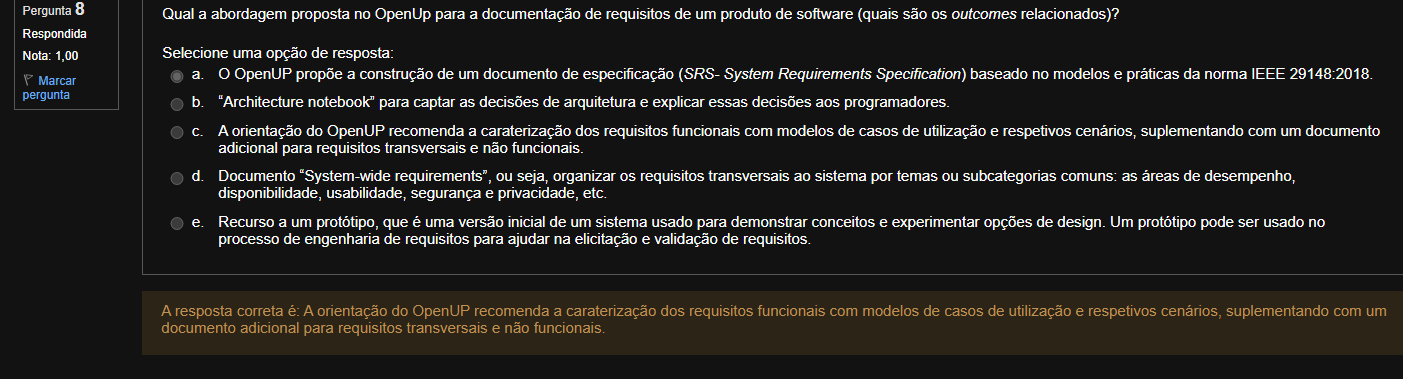 Pergunta 8
Respondida
Nota: 1,00
Marcar
pergunta
Qual a abordagem proposta no OpenUp para a documentação de requisitos de um produto de software (quais são os outcomes relacionados)?
Selecione uma opção de resposta:
a. O OpenUP propõe a construção de um documento de especificação (SRS- System Requirements Specification) baseado no modelos e práticas da norma IEEE 29148:2018.
b. “Architecture notebook” para captar as decisões de arquitetura e explicar essas decisões aos programadores.
c. A orientação do OpenUP recomenda a caraterização dos requisitos funcionais com modelos de casos de utilização e respetivos cenários, suplementando com um documento
adicional para requisitos transversais e não funcionais.
d. Documento “System-wide requirements”, ou seja, organizar os requisitos transversais ao sistema por temas ou subcategorias comuns: as áreas de desempenho,
disponibilidade, usabilidade, segurança e privacidade, etc.
e. Recurso a um protótipo, que é uma versão inicial de um sistema usado para demonstrar conceitos e experimentar opções de design. Um protótipo pode ser usado no
processo de engenharia de requisitos para ajudar na elicitação e validação de requisitos.
A resposta correta é: A orientação do OpenUP recomenda a caraterização dos requisitos funcionais com modelos de casos de utilização e respetivos cenários, suplementando com um
documento adicional para requisitos transversais e não funcionais.